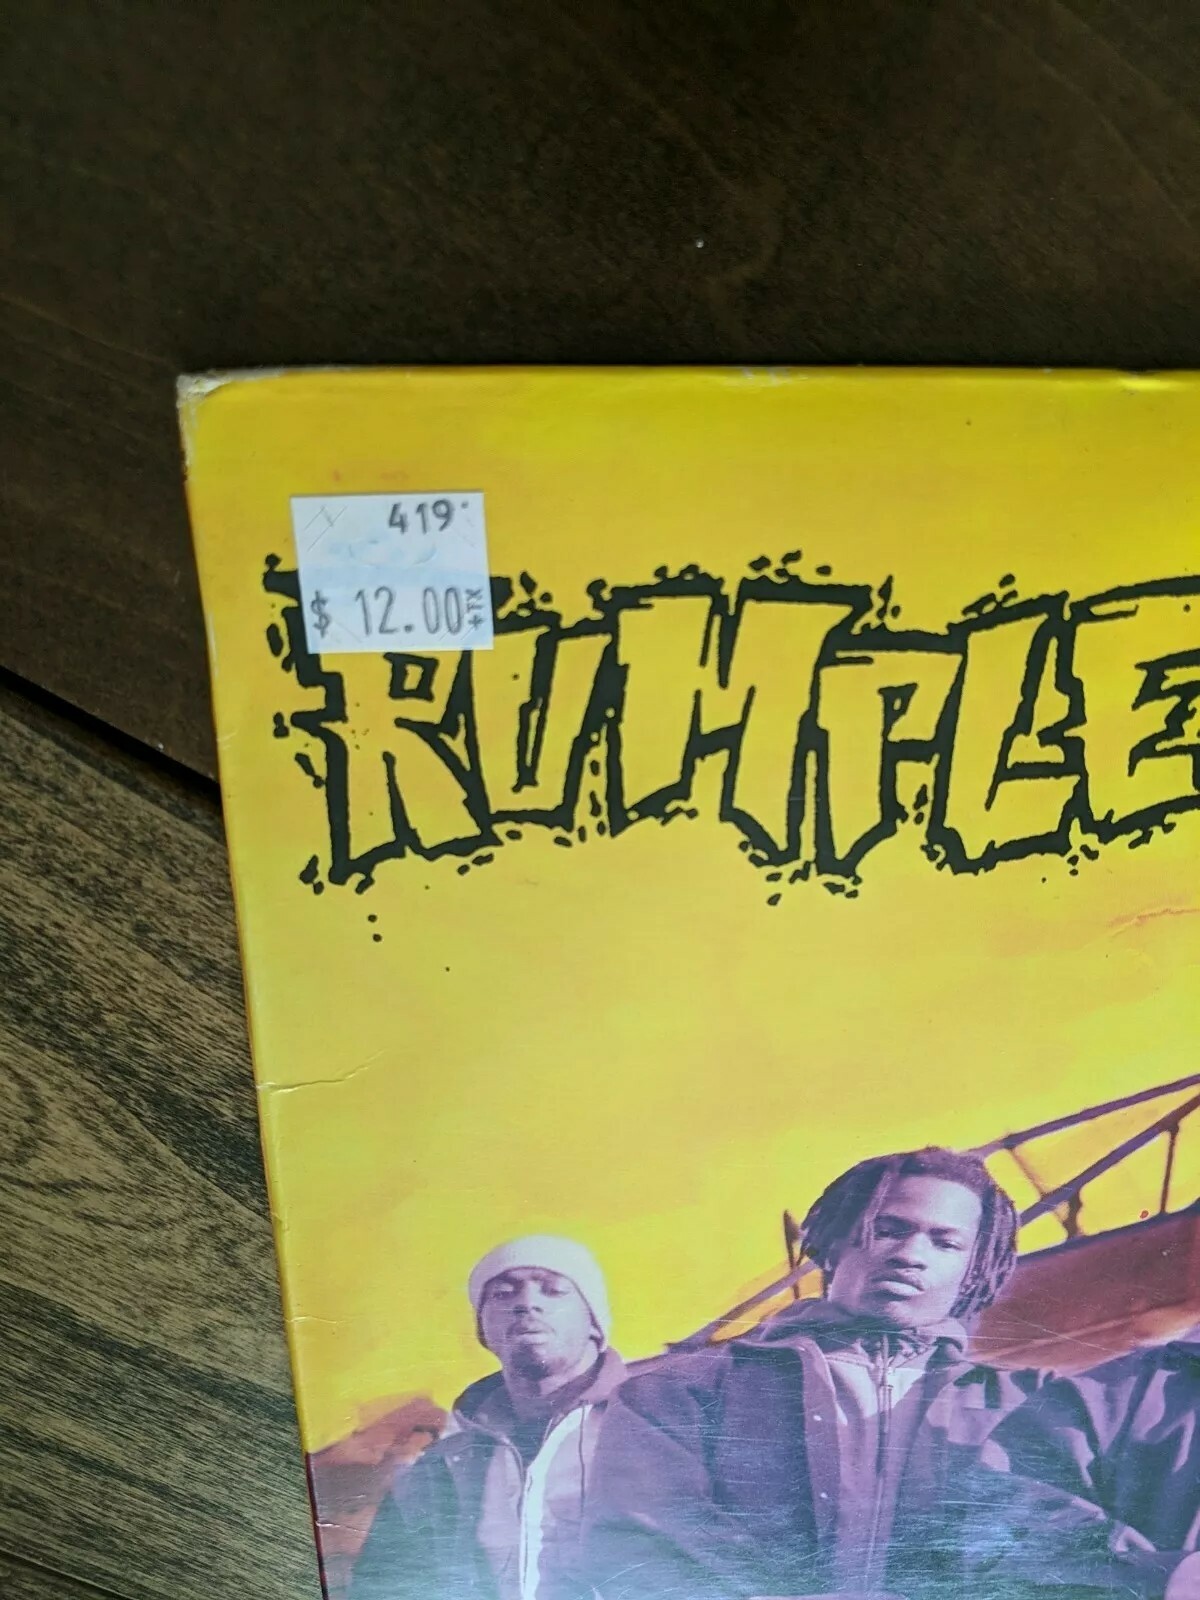 419
$ 12.00 +TX
RUMPLE